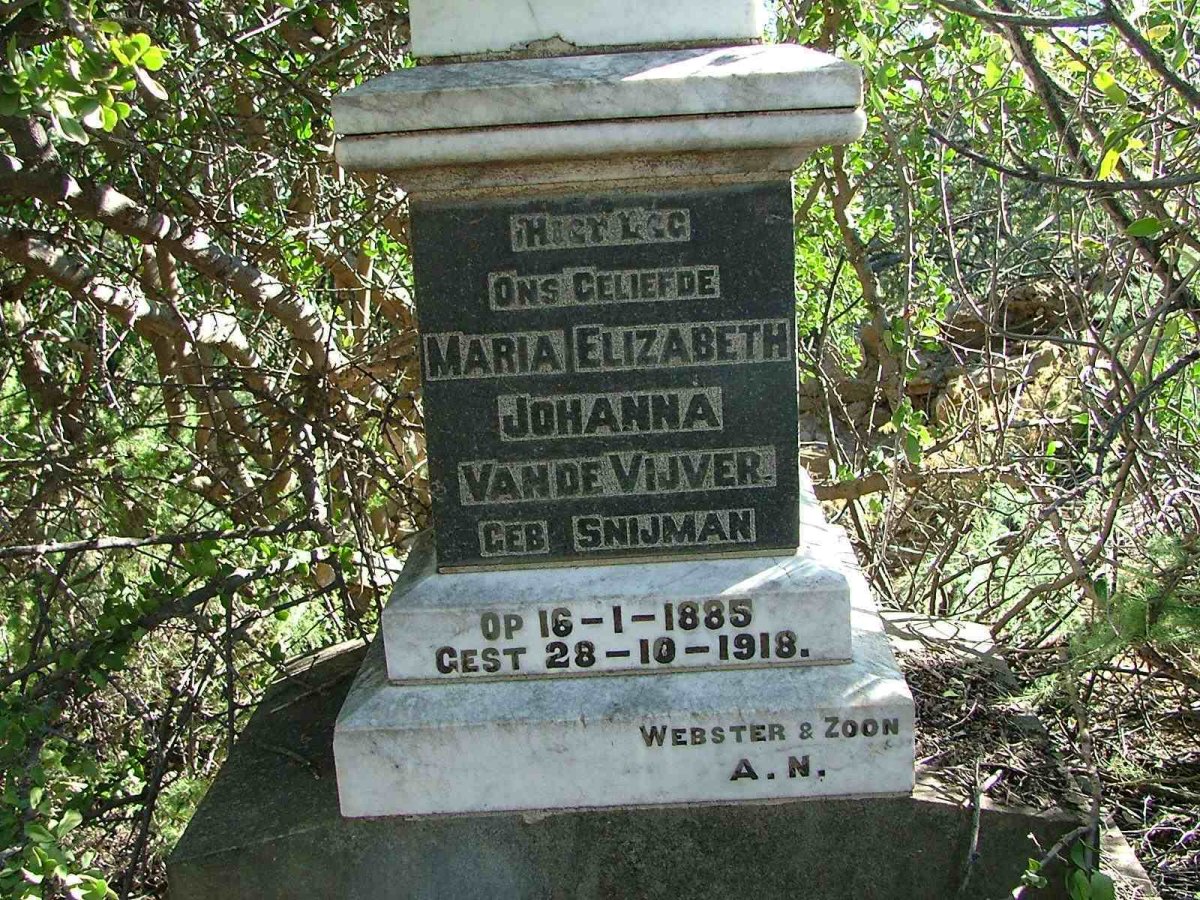 HIER LEG
ONS GELIEFDE
MARIA ELIZABETH
JOHANNA
VAN DE VIJVER.
GEB SNIJMAN
OP 16-1-1885
GEST 28-10-1918.
WEBSTER & ZOON
A.N.